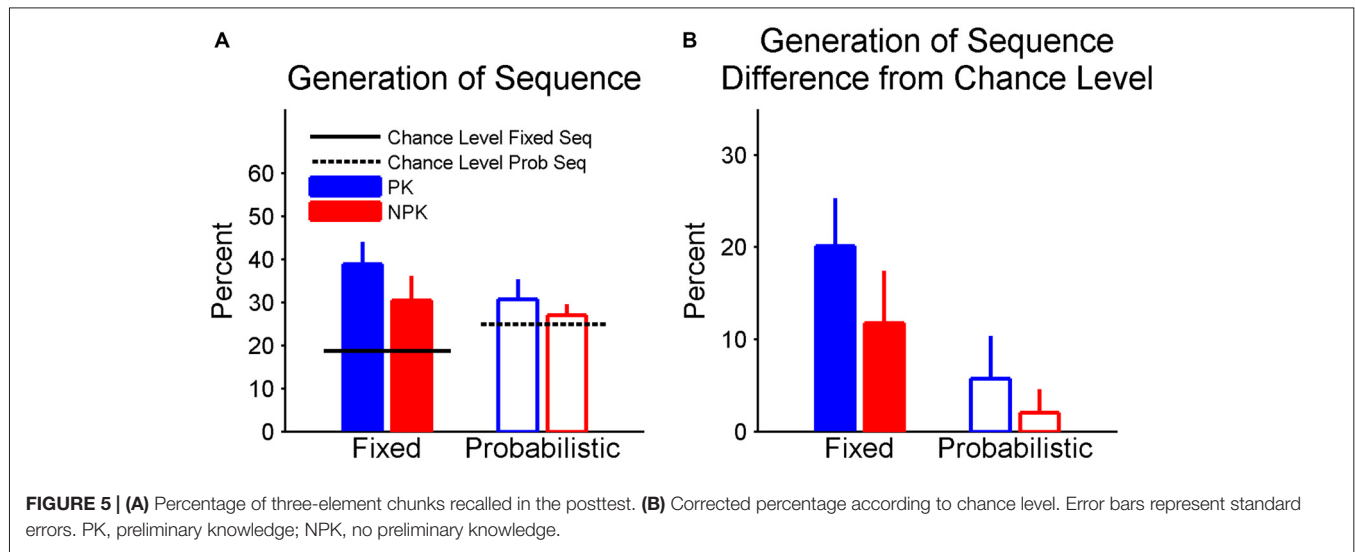 A
Generation of Sequence
Percent
60
50
40
30
20
10
0
Chance Level Fixed Seq
Chance Level Prob Seq
PK
NPK
Fixed
Probabilistic
B
Generation of Sequence
Difference from Chance Level
Percent
30
20
10
0
Fixed
Probabilistic
FIGURE 5 | (A) Percentage of three-element chunks recalled in the posttest. (B) Corrected percentage according to chance level. Error bars represent standard
errors. PK, preliminary knowledge; NPK, no preliminary knowledge.